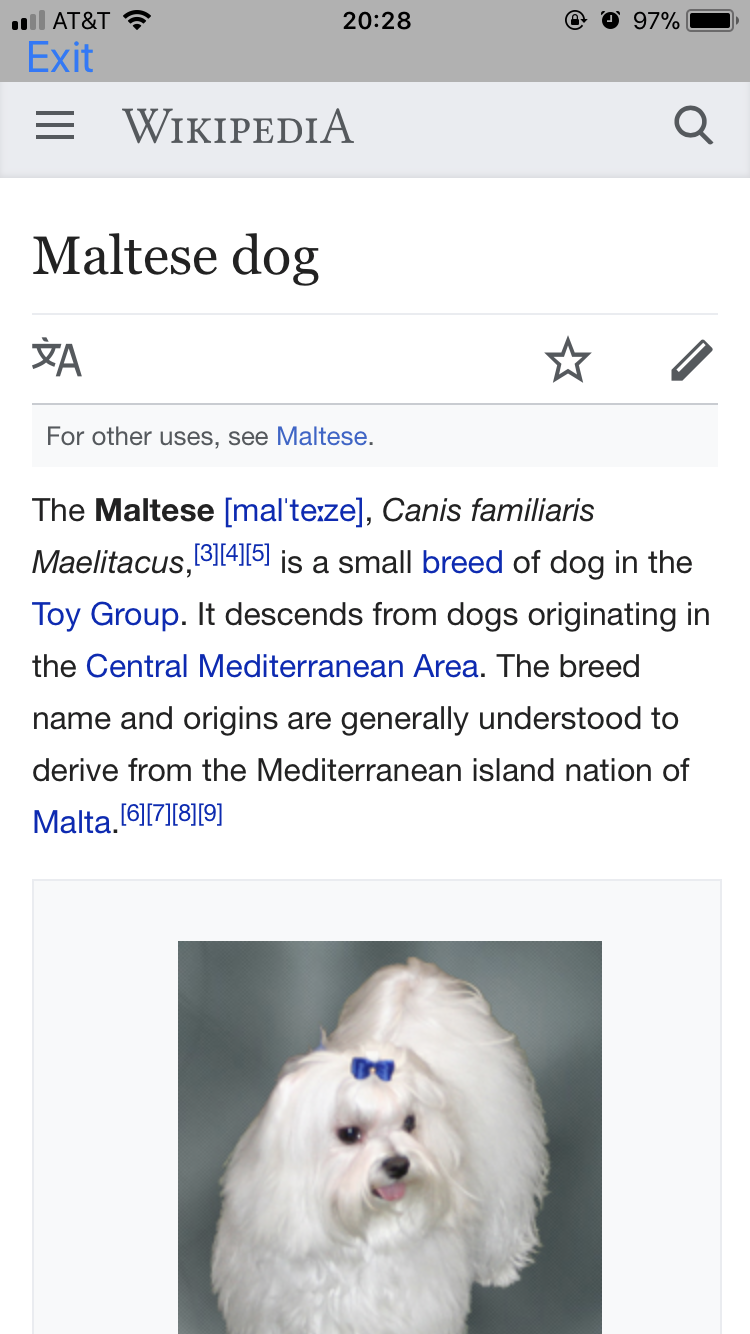 AT&T 20:28 97%
Exit
WIKIPEDIA
Maltese dog
文A
For other uses, see Maltese.
The Maltese [malˈteːze], Canis familiaris
Maelitacus,[3][4][5] is a small breed of dog in the
Toy Group. It descends from dogs originating in
the Central Mediterranean Area. The breed
name and origins are generally understood to
derive from the Mediterranean island nation of
Malta.[6][7][8][9]